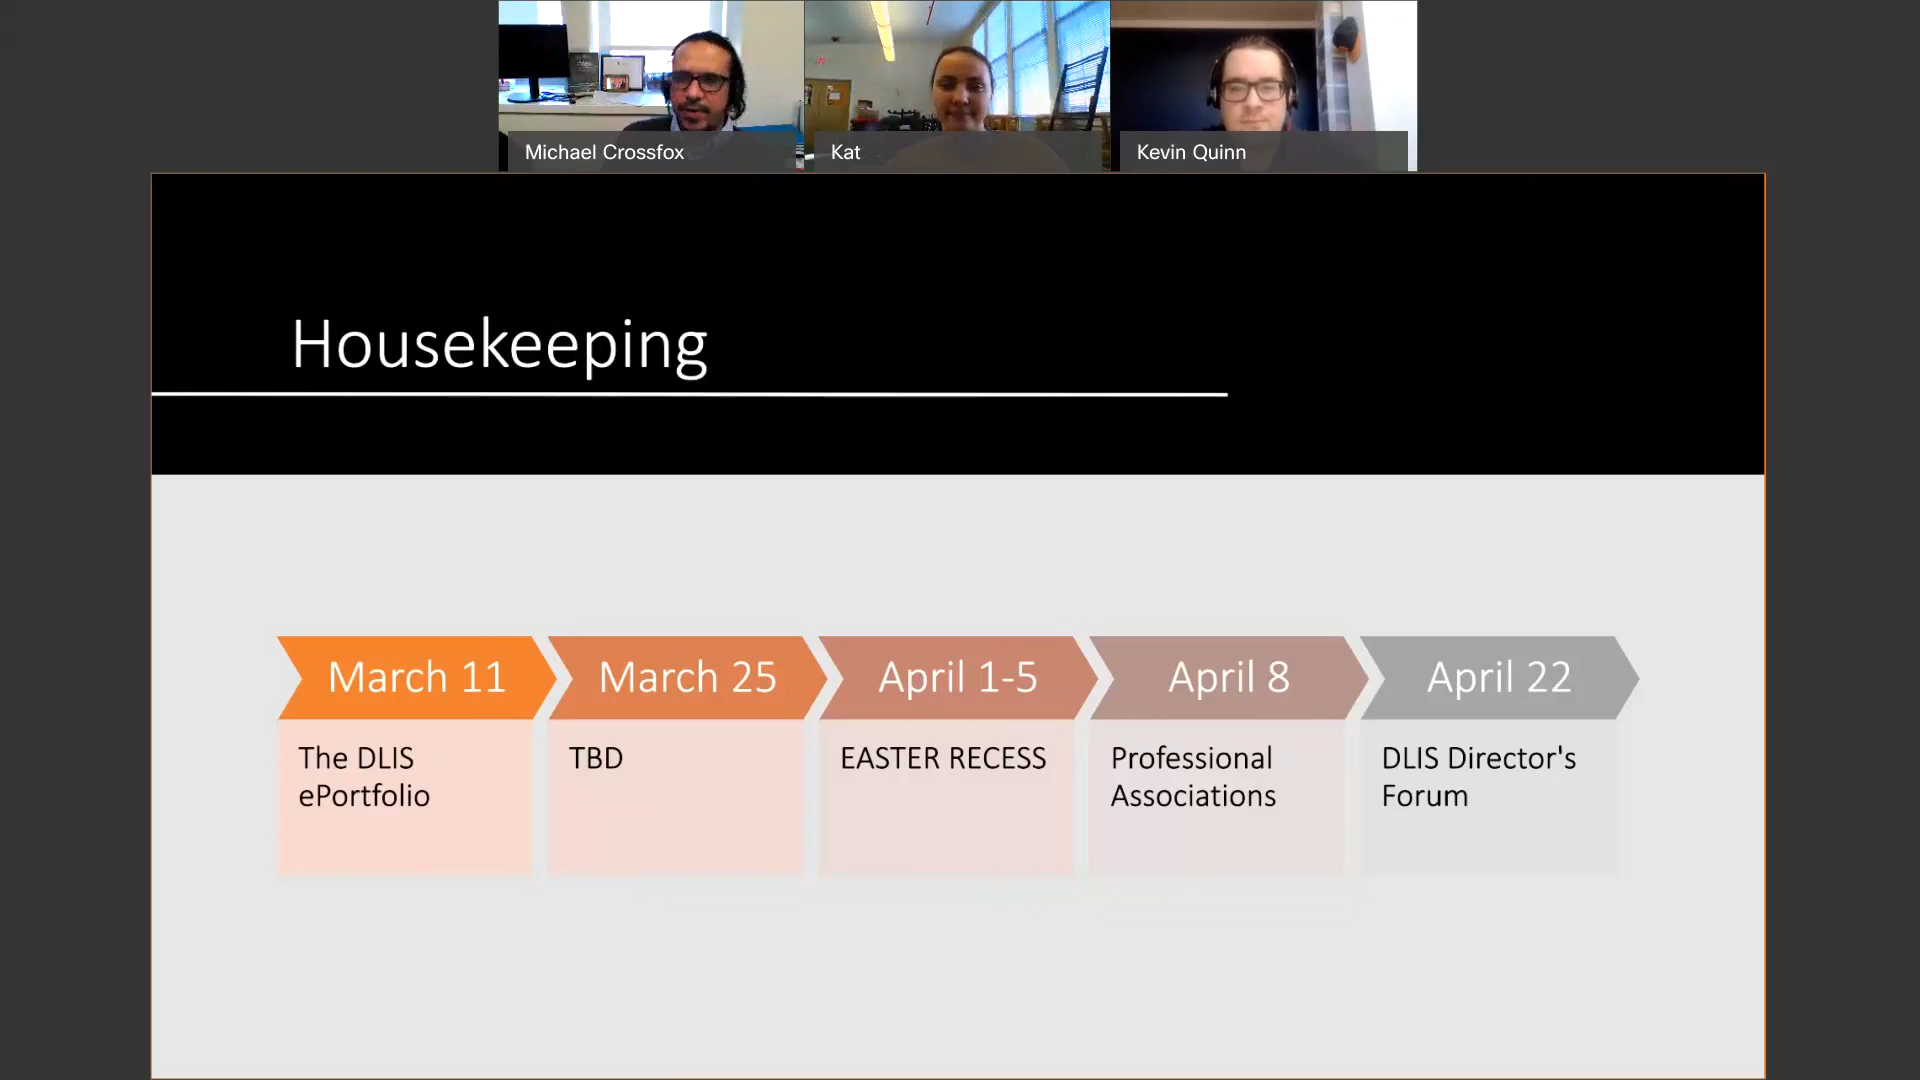 Michael Crossfox
Kat
Kevin Quinn
Housekeeping
March 11
The DLIS
ePortfolio
March 25
TBD
April 1-5
EASTER RECESS
April 8
Professional
Associations
April 22
DLIS Director's
Forum